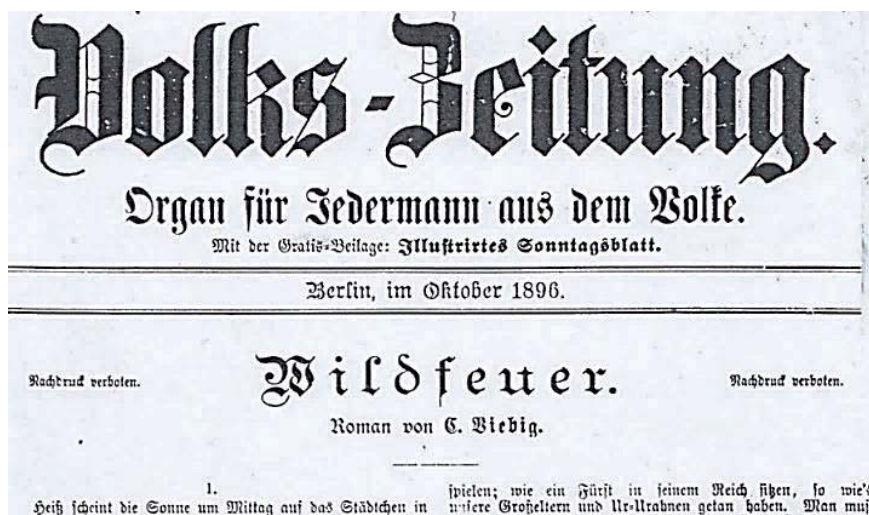 Volks-Zeitung.
Organ für Jedermann aus dem Volke.
Mit der Gratis-Beilage: Illustrirtes Sonntagsblatt.
Berlin, im Oktober 1896.
Nachdruck verboten.
Wildfeuer.
Nachdruck verboten.
Roman von C. Viebig.
1.
Heiß scheint die Sonne um Mittag auf das Städtchen in
spielen; wie ein Fürst in seinem Reich sitzen, so wie's
unsere Großeltern und Ur-Urahnen getan haben. Man muß